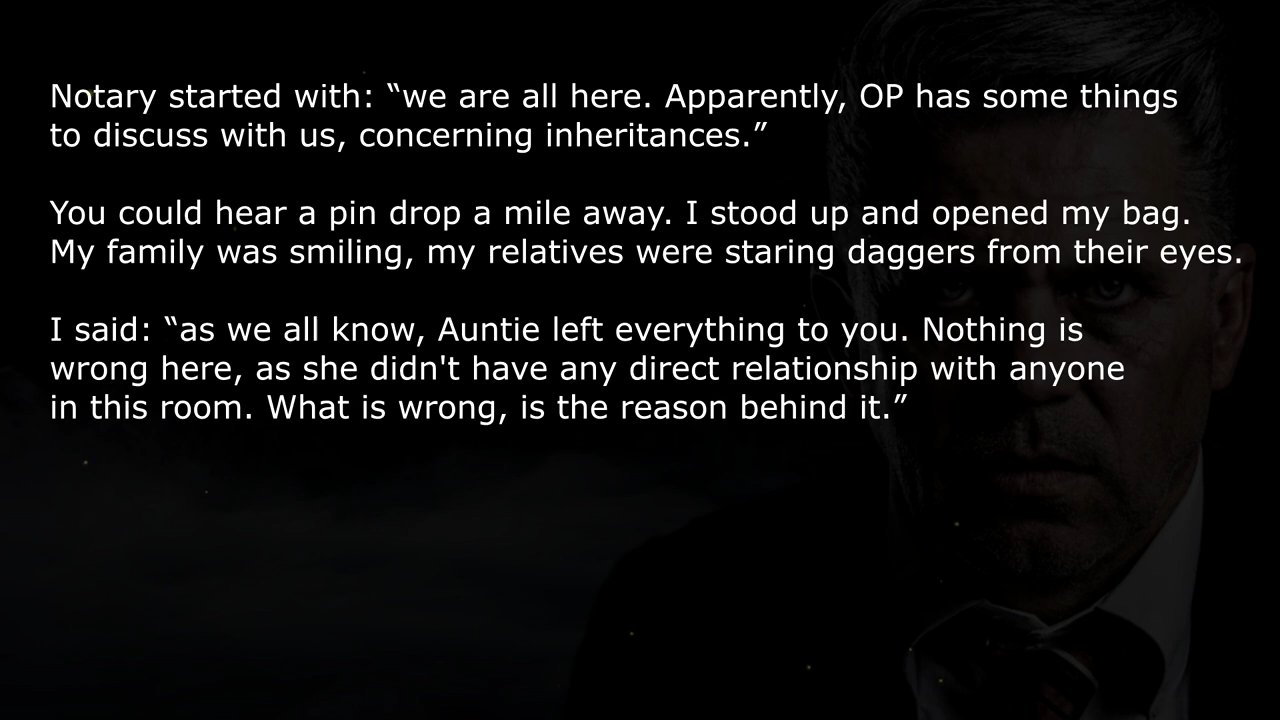 Notary started with: “we are all here. Apparently, OP has some things
to discuss with us, concerning inheritances.”
You could hear a pin drop a mile away. I stood up and opened my bag.
My family was smiling, my relatives were staring daggers from their eyes.
I said: “as we all know, Auntie left everything to you. Nothing is
wrong here, as she didn't have any direct relationship with anyone
in this room. What is wrong, is the reason behind it.”